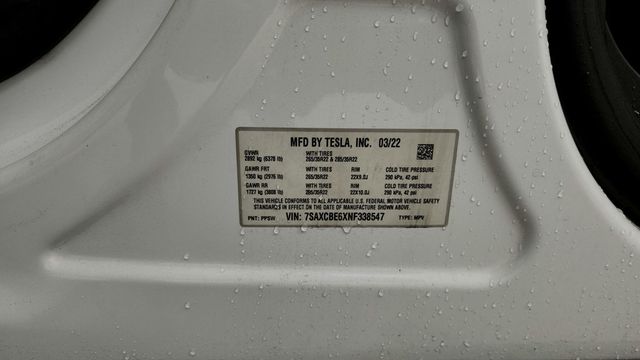 MFD BY TESLA, INC. 03/22
GVWR WITH TIRES
2892 kg (6378 lb) 265/35R22 & 285/35R22
GAWR FRT WITH TIRES RIM COLD TIRE PRESSURE
1350 kg (2976 lb) 265/35R22 22X9.0J 290 kPa, 42 psi
GAWR RR WITH TIRES RIM COLD TIRE PRESSURE
1727 kg (3808 lb) 285/35R22 22X10.0J 290 kPa, 42 psi
THIS VEHICLE CONFORMS TO ALL APPLICABLE U.S. FEDERAL MOTOR VEHICLE SAFETY
STANDARDS IN EFFECT ON THE DATE OF MANUFACTURE SHOWN ABOVE.
PNT: PPSW VIN: 7SAXCBE6XNF338547 TYPE: MPV